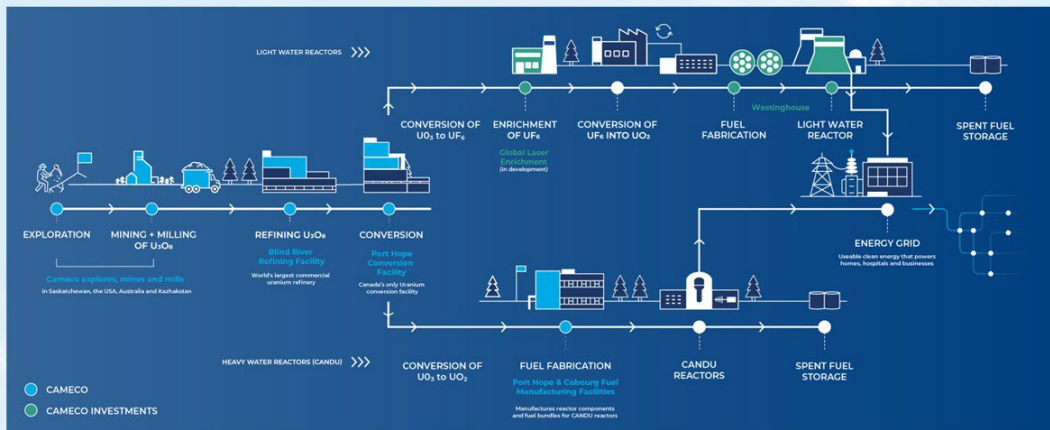 LIGHT WATER REACTORS >>>
CONVERSION OF
U0₃ to UF₆
ENRICHMENT
OF UF₆
Global Laser
Enrichment
(in development)
CONVERSION OF
UF₆ INTO UO₂
FUEL
FABRICATION
Westinghouse
LIGHT WATER
REACTOR
SPENT FUEL
STORAGE
EXPLORATION
MINING + MILLING
OF U₃O₈
Cameco explores, mines and mills
in Saskatchewan, the USA, Australia and Kazhakstan
REFINING U₃O₈
Blind River
Refining Facility
World's largest commercial
uranium refinery
CONVERSION
Port Hope
Conversion
Facility
Canada's only Uranium
conversion facility
ENERGY GRID
Useable clean energy that powers
homes, hospitals and businesses
HEAVY WATER REACTORS (CANDU) >>>
CONVERSION OF
U0₃ to UO₂
FUEL FABRICATION
Port Hope & Cobourg Fuel
Manufacturing Facilities
Manufactures reactor components
and fuel bundles for CANDU reactors
CANDU
REACTORS
SPENT FUEL
STORAGE
CAMECO
CAMECO INVESTMENTS